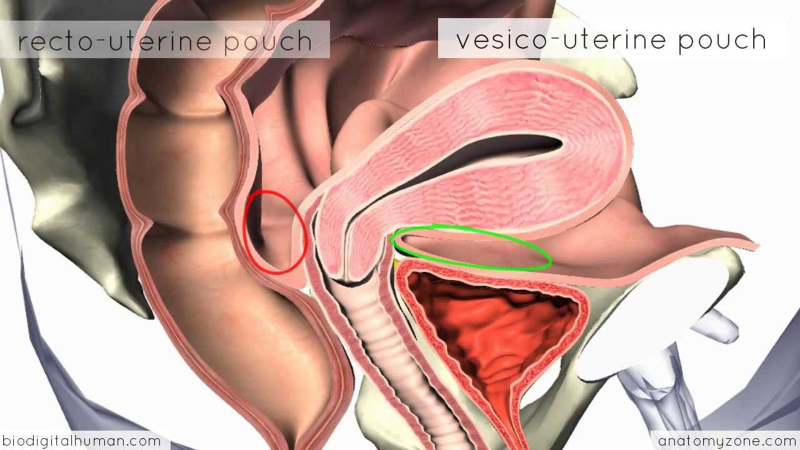 recto-uterine pouch
vesico-uterine pouch
biodigitalhuman.com
anatomyzone.com